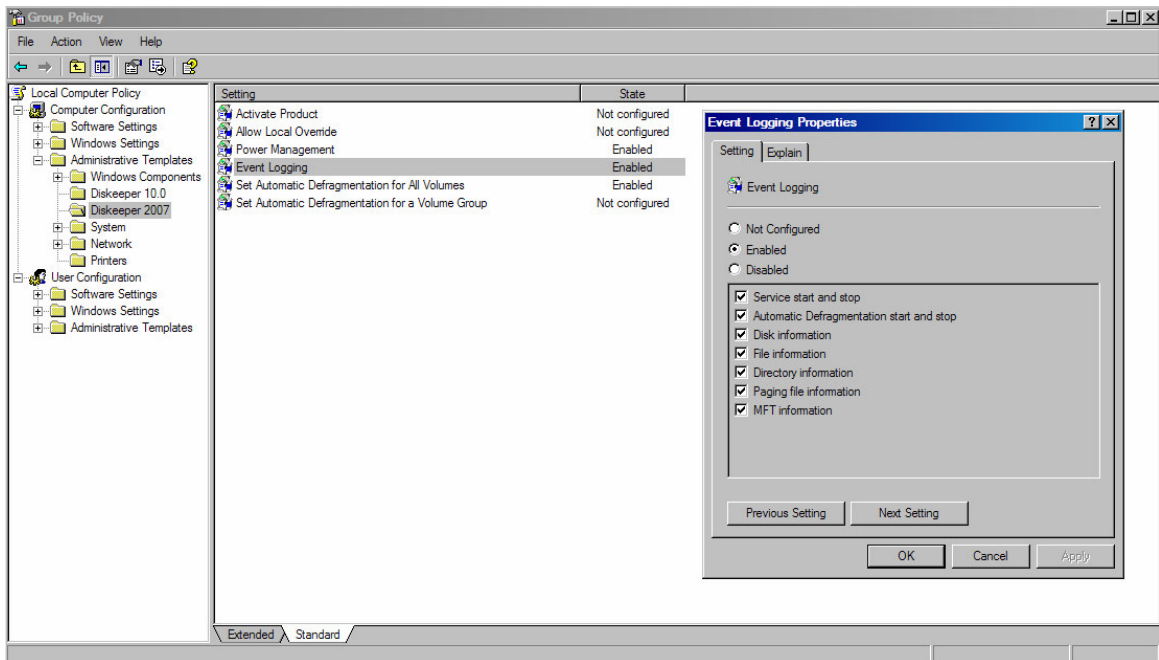 Group Policy
File Action View Help
Local Computer Policy
Computer Configuration
Software Settings
Windows Settings
Administrative Templates
Windows Components
Diskeeper 10.0
Diskeeper 2007
System
Network
Printers
User Configuration
Software Settings
Windows Settings
Administrative Templates
Setting State
Activate Product Not configured
Allow Local Override Not configured
Power Management Enabled
Event Logging Enabled
Set Automatic Defragmentation for All Volumes Enabled
Set Automatic Defragmentation for a Volume Group Not configured
Extended Standard
Event Logging Properties
Setting Explain
Event Logging
Not Configured
Enabled
Disabled
Service start and stop
Automatic Defragmentation start and stop
Disk information
File information
Directory information
Paging file information
MFT information
Previous Setting Next Setting
OK Cancel Apply